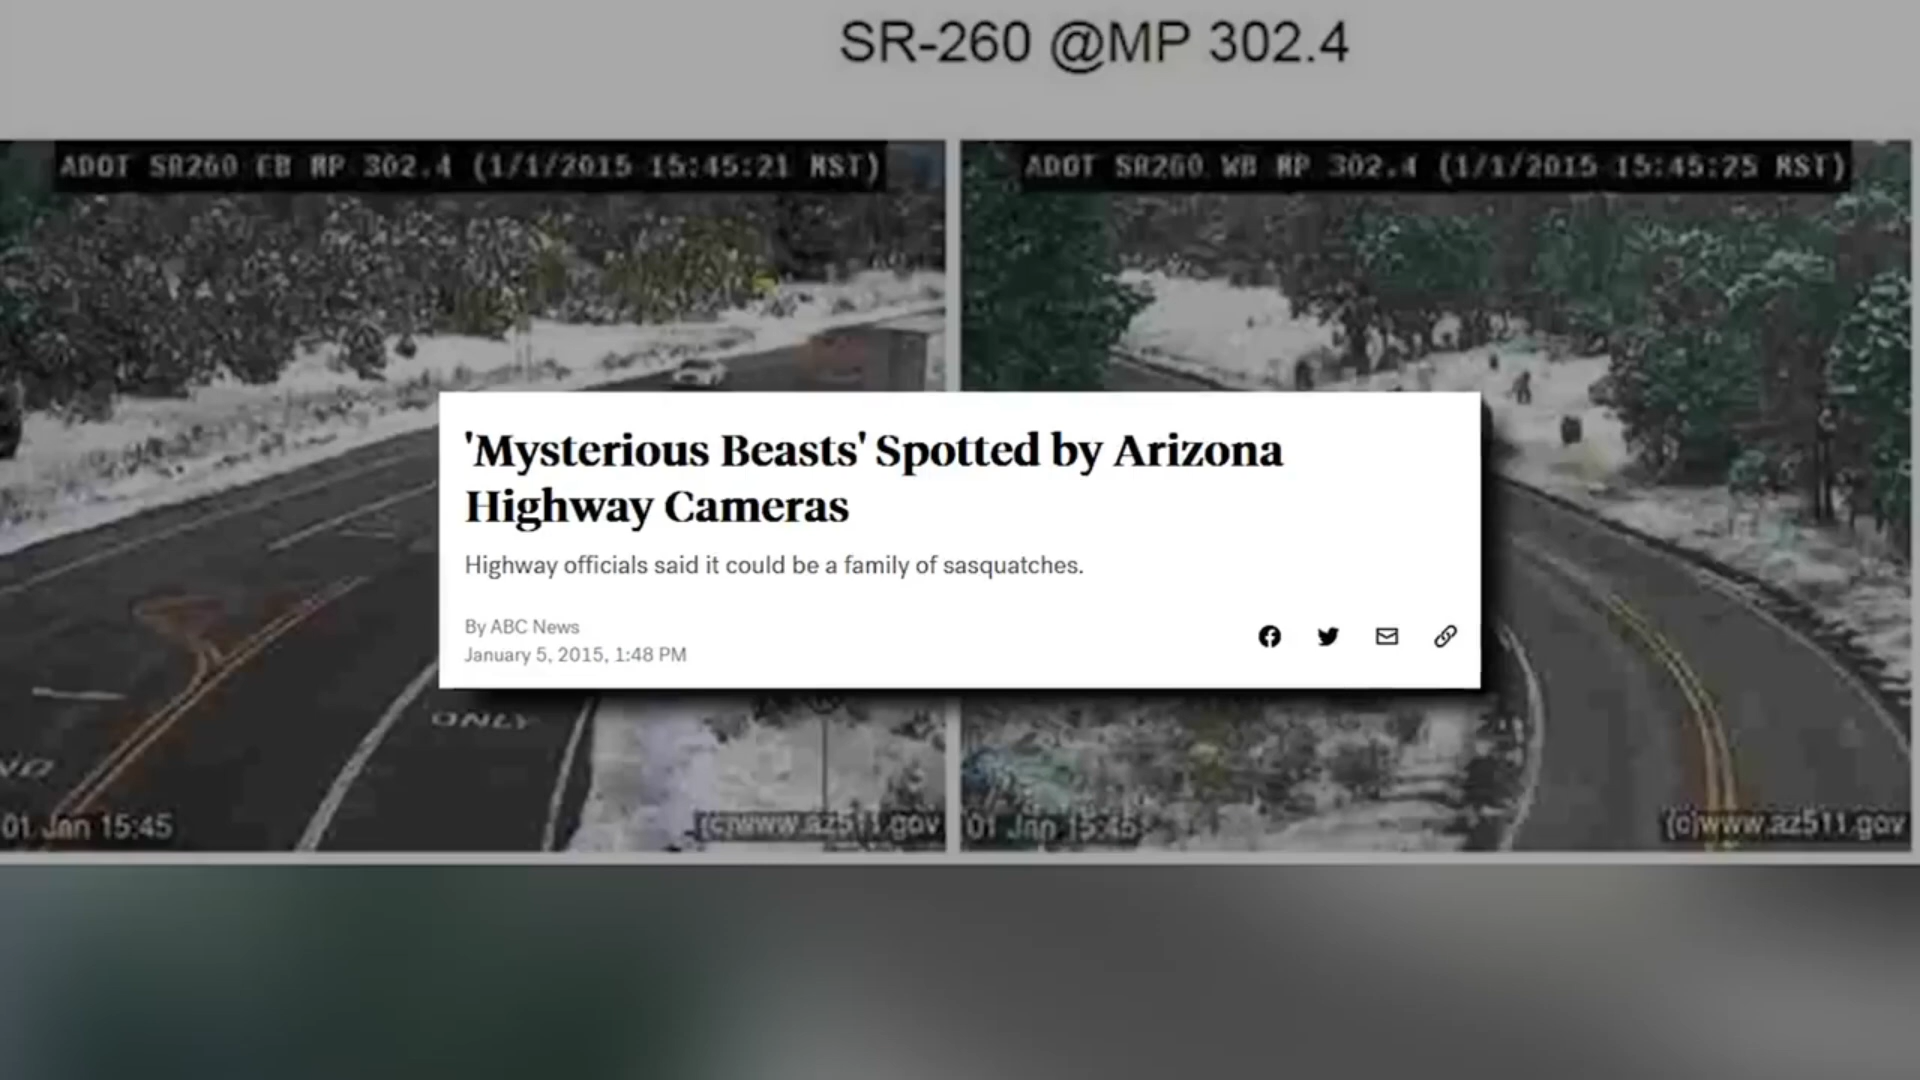 SR-260 @MP 302.4
ADOT SR260 EB MP 302.4 (1/1/2015 15:45:21 MST)
ADOT SR260 WB MP 302.4 (1/1/2015 15:45:25 MST)
'Mysterious Beasts' Spotted by Arizona
Highway Cameras
Highway officials said it could be a family of sasquatches.
By ABC News
January 5, 2015, 1:48 PM
ONLY
01 Jan 15:45
(c)www.az511.gov
01 Jan 15:45
(c)www.az511.gov